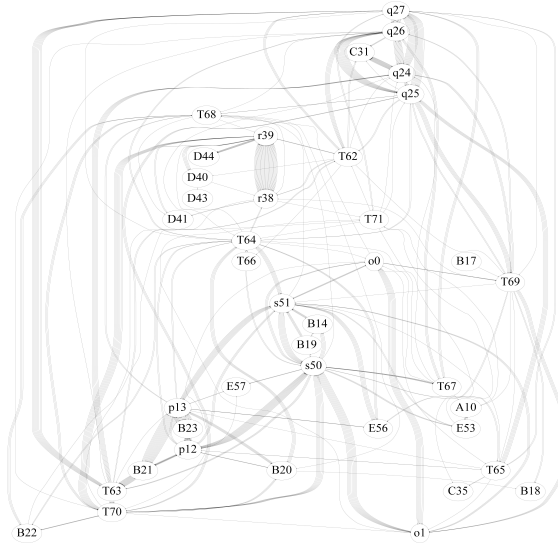 q27
q26
C31
q24
q25
T68
r39
D44
T62
D40
D43
r38
D41
T71
T64
T66
o0
B17
T69
s51
B14
B19
s50
E57
T67
p13
A10
B23
E56
E53
p12
B21
B20
T65
T63
C35
B18
T70
B22
o1